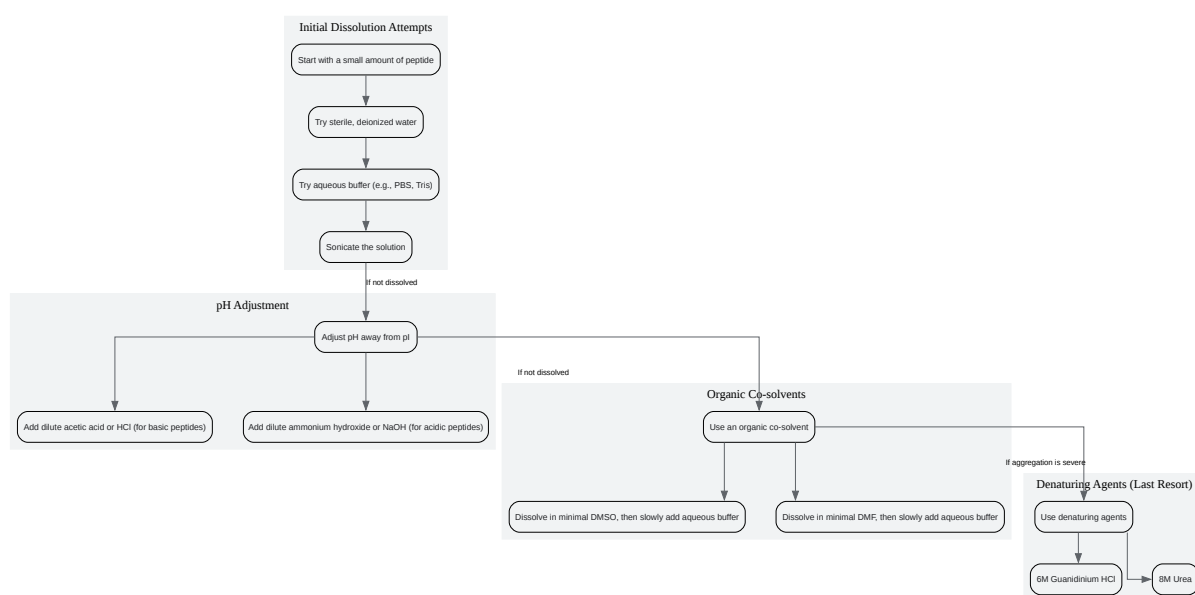 Initial Dissolution Attempts
Start with a small amount of peptide
Try sterile, deionized water
Try aqueous buffer (e.g., PBS, Tris)
Sonicate the solution
If not dissolved
pH Adjustment
Adjust pH away from pI
Add dilute acetic acid or HCl (for basic peptides)
Add dilute ammonium hydroxide or NaOH (for acidic peptides)
If not dissolved
Organic Co-solvents
Use an organic co-solvent
Dissolve in minimal DMSO, then slowly add aqueous buffer
Dissolve in minimal DMF, then slowly add aqueous buffer
If aggregation is severe
Denaturing Agents (Last Resort)
Use denaturing agents
6M Guanidinium HCl
8M Urea